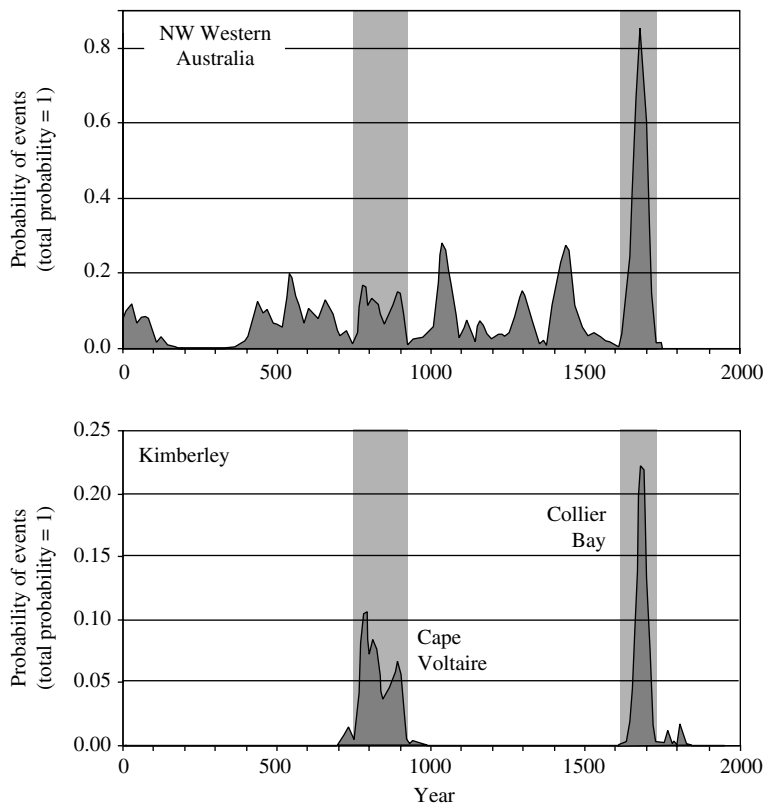 NW Western
Australia
Probability of events
(total probability = 1)
0.8
0.6
0.4
0.2
0.0
0 500 1000 1500 2000
Kimberley
Collier
Bay
Cape
Voltaire
Probability of events
(total probability = 1)
0.25
0.20
0.15
0.10
0.05
0.00
0 500 1000 1500 2000
Year